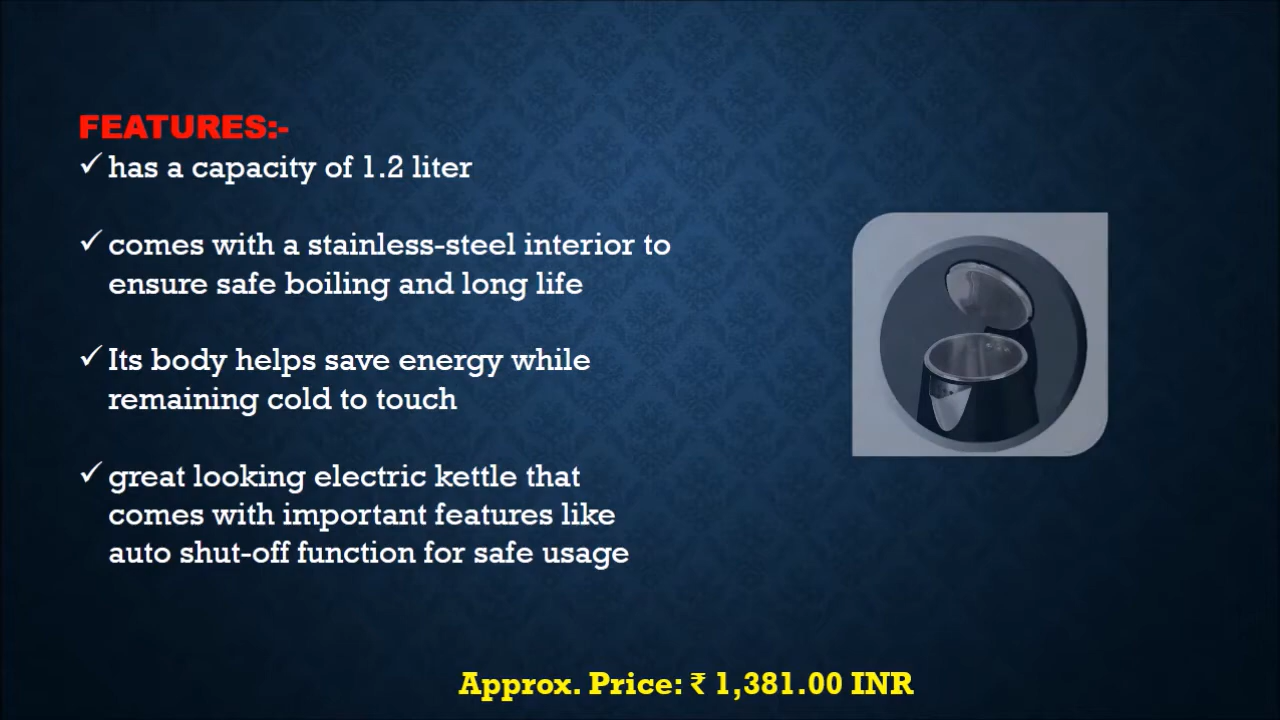 FEATURES:-
✓ has a capacity of 1.2 liter
✓ comes with a stainless-steel interior to
ensure safe boiling and long life
✓ Its body helps save energy while
remaining cold to touch
✓ great looking electric kettle that
comes with important features like
auto shut-off function for safe usage
Approx. Price: ₹ 1,381.00 INR